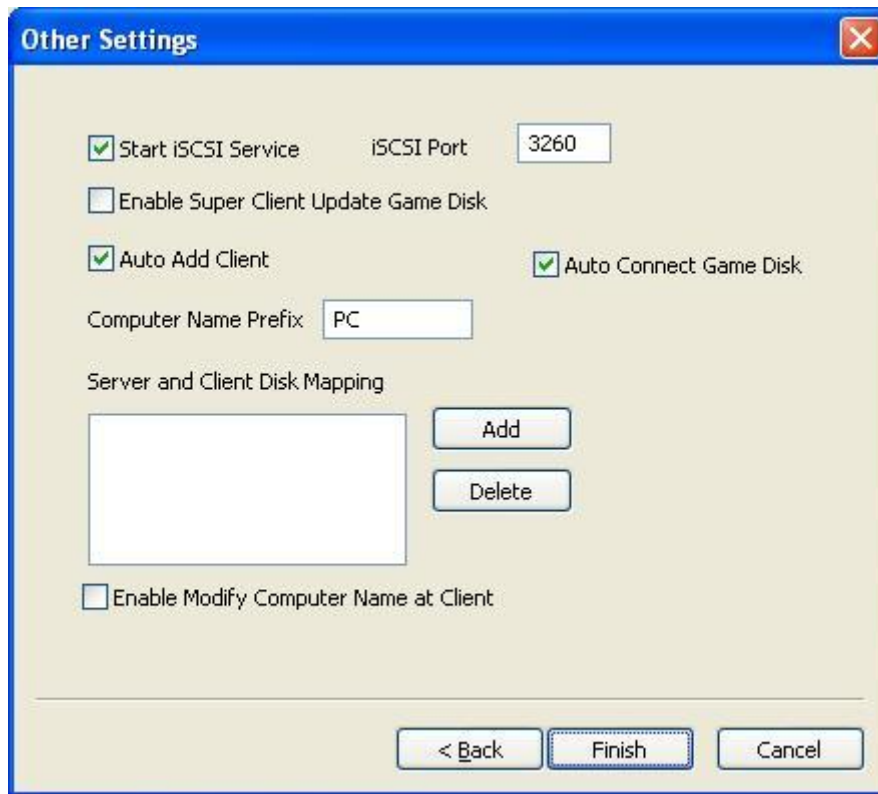 Other Settings
Start iSCSI Service iSCSI Port 3260
Enable Super Client Update Game Disk
Auto Add Client Auto Connect Game Disk
Computer Name Prefix PC
Server and Client Disk Mapping
Add
Delete
Enable Modify Computer Name at Client
< Back Finish Cancel